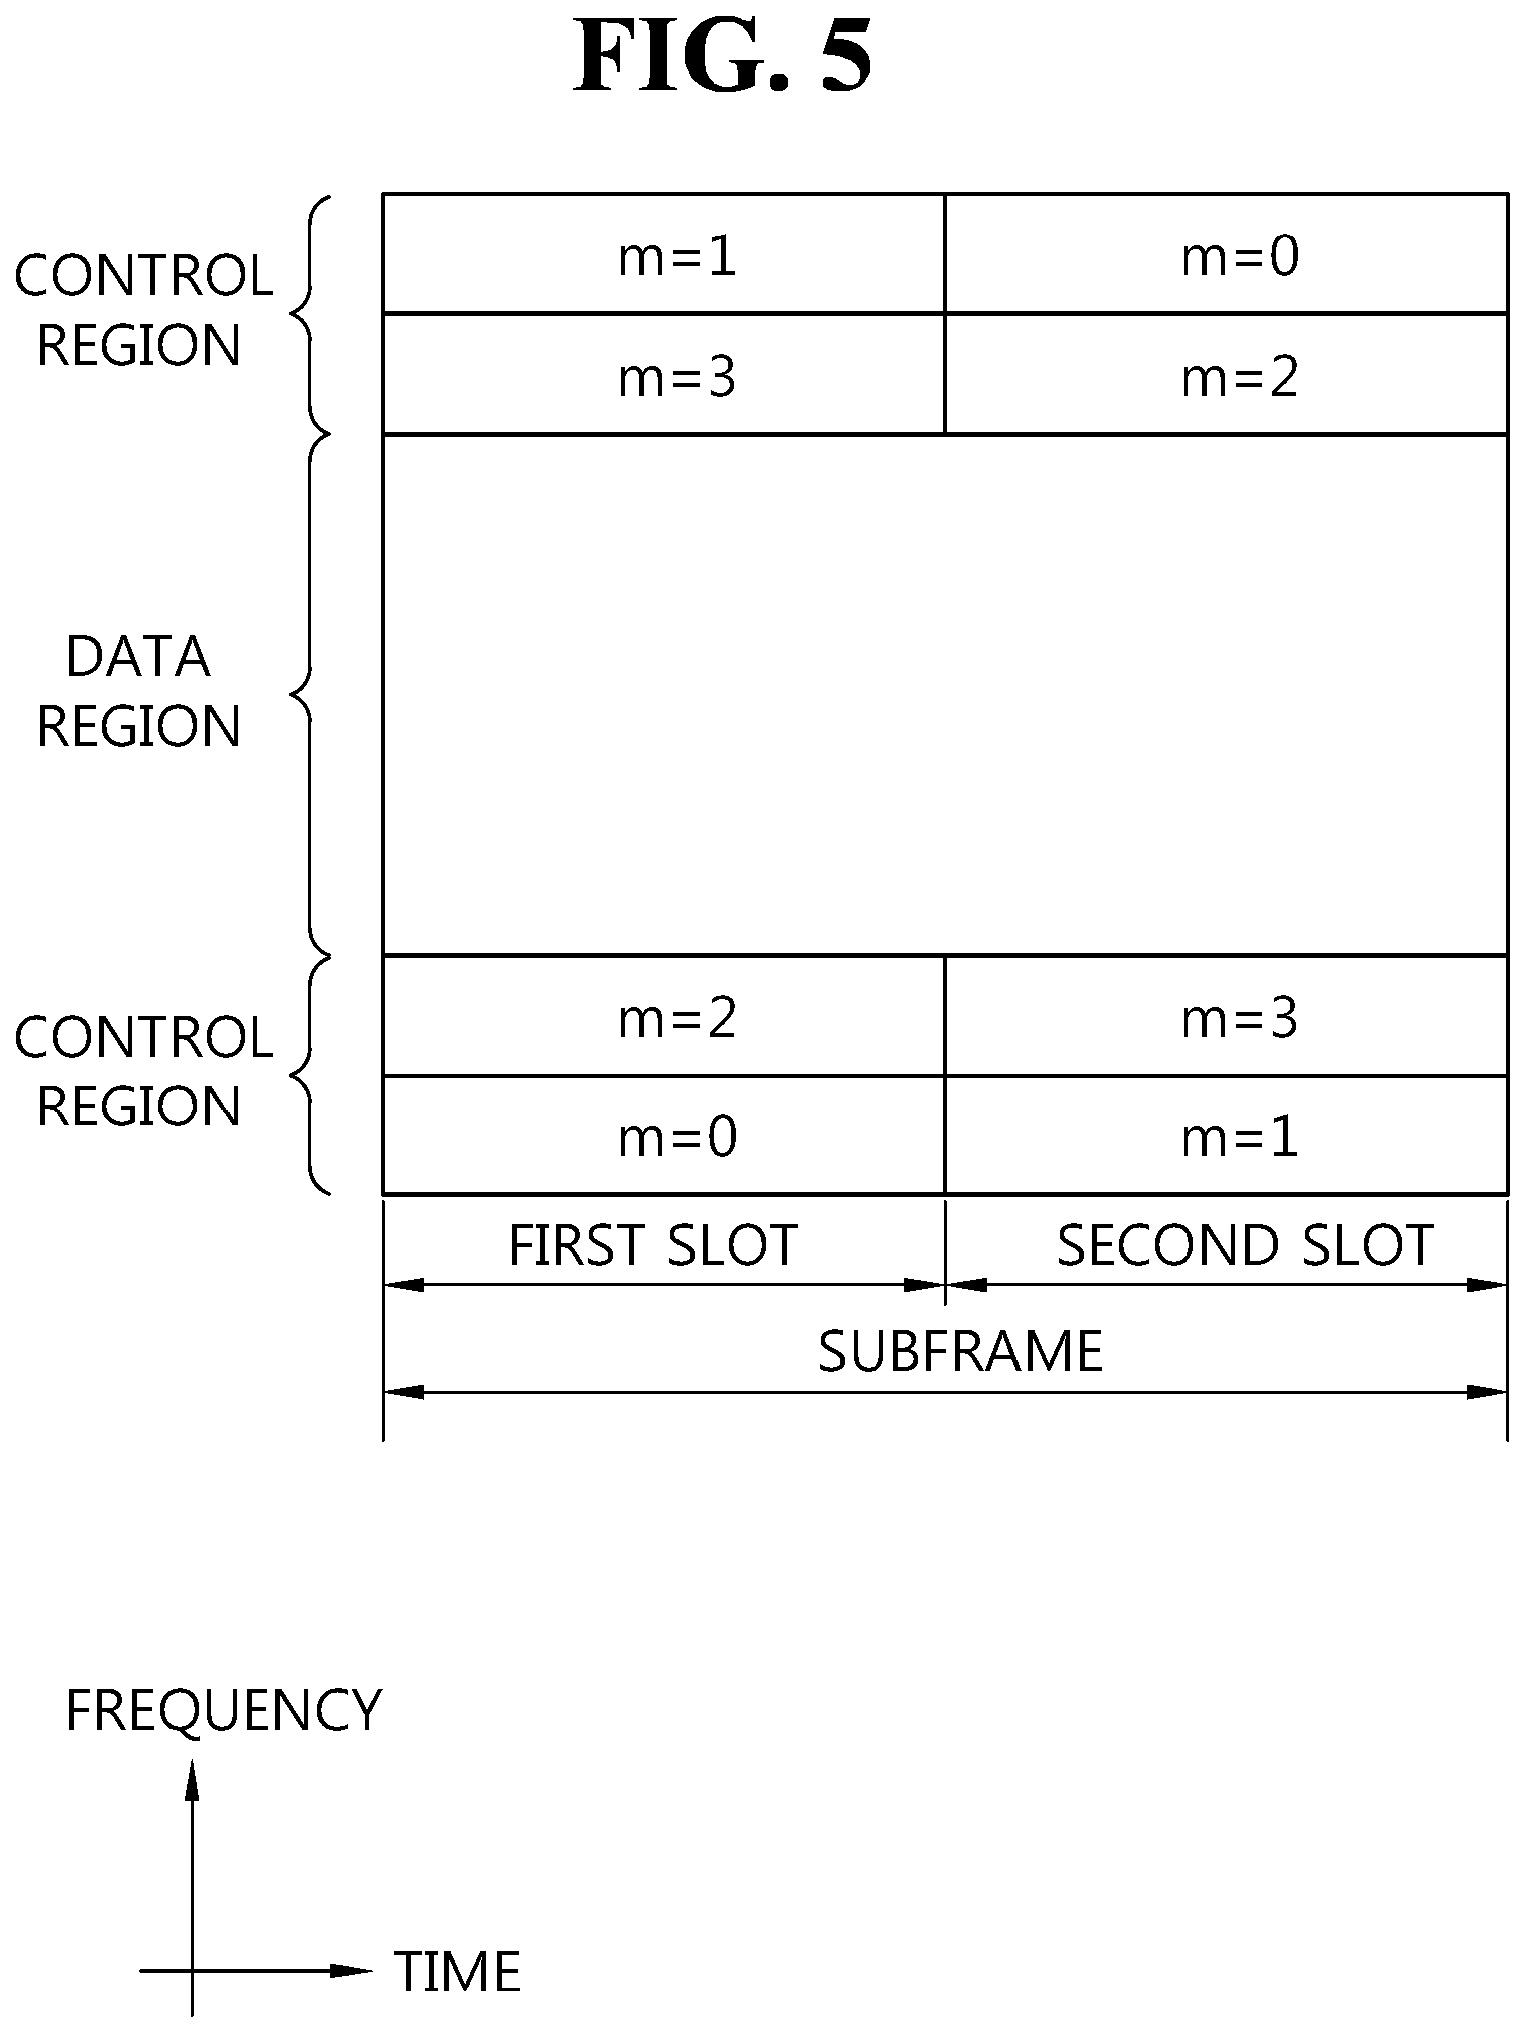 FIG. 5
CONTROL
REGION
m=1
m=0
m=3
m=2
DATA
REGION
CONTROL
REGION
m=2
m=3
m=0
m=1
FIRST SLOT
SECOND SLOT
SUBFRAME
FREQUENCY
TIME